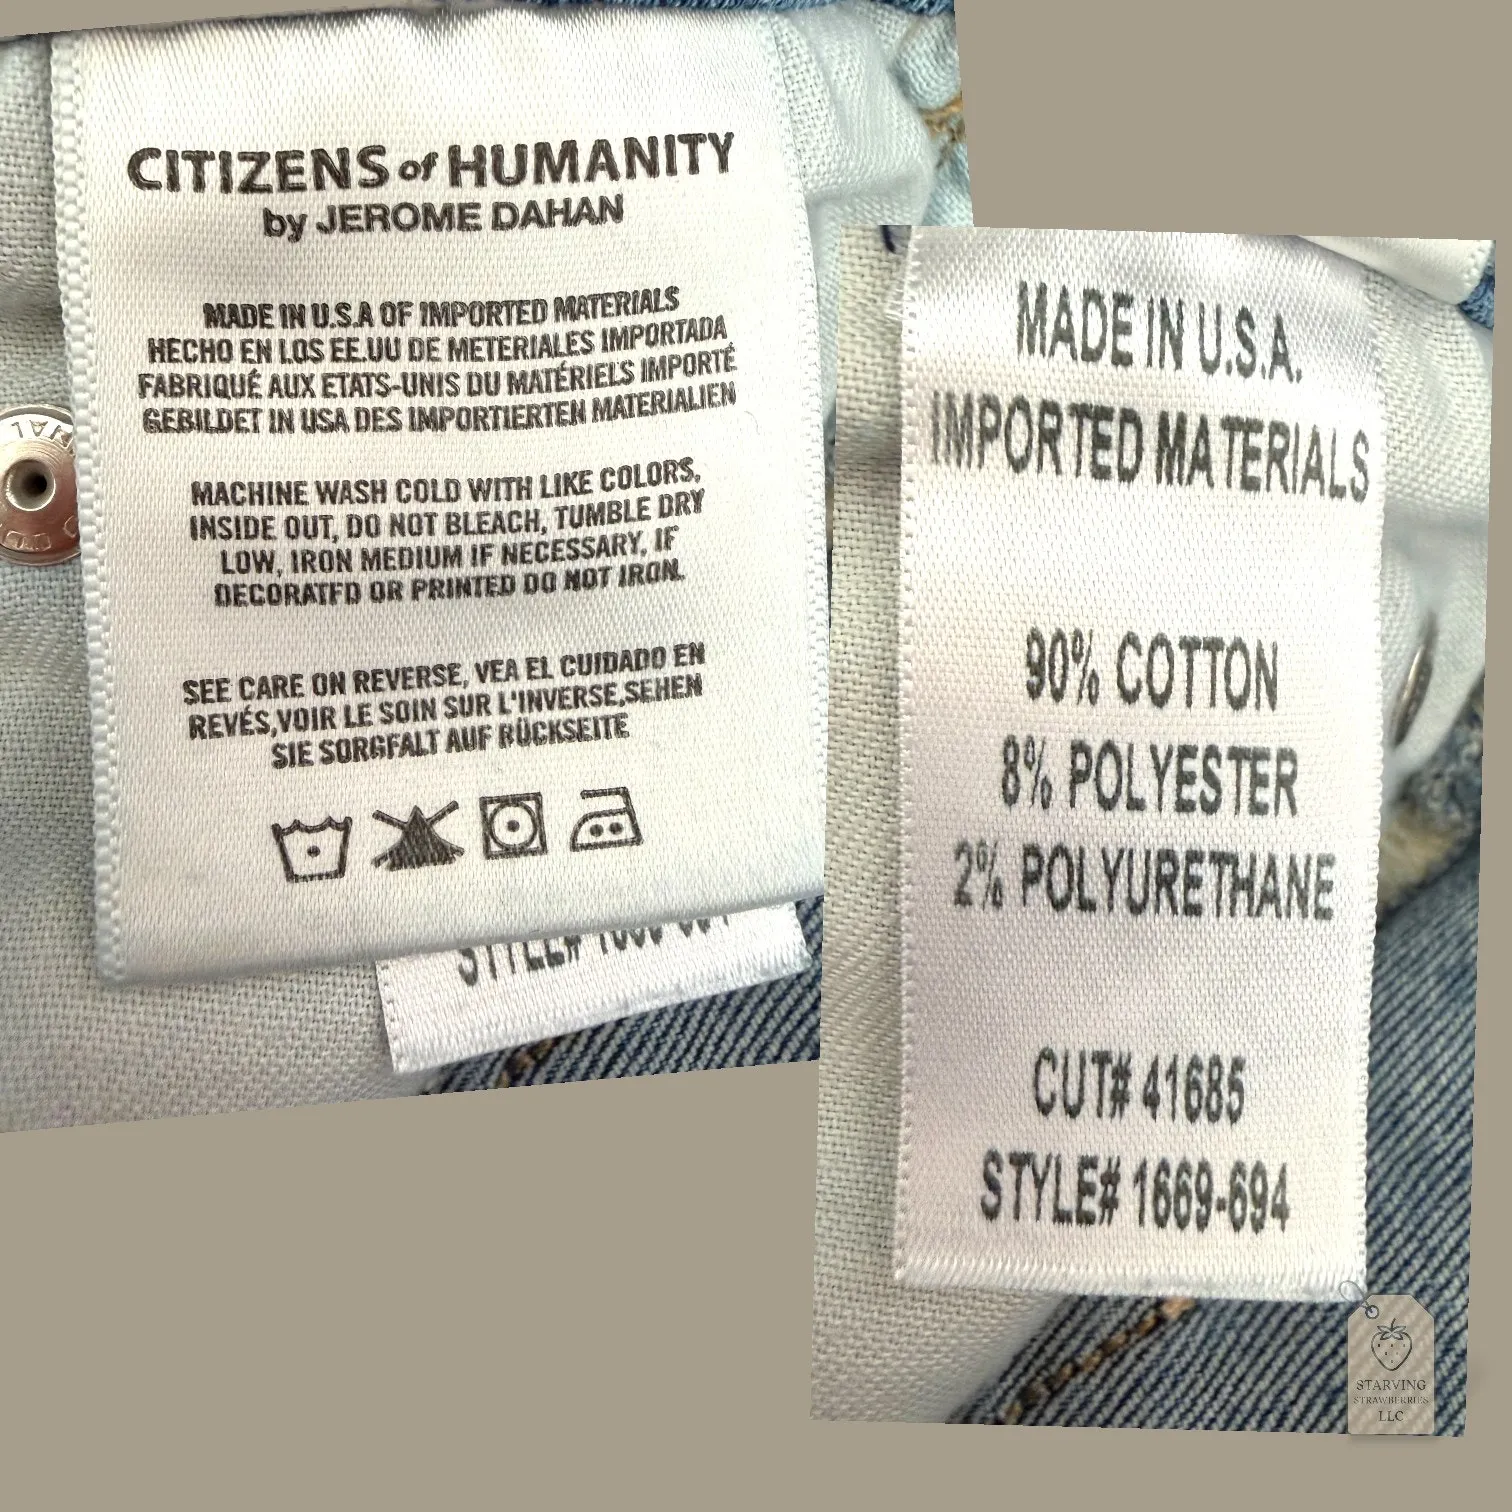 CITIZENS of HUMANITY
by JEROME DAHAN
MADE IN U.S.A OF IMPORTED MATERIALS
HECHO EN LOS EE.UU DE METERIALES IMPORTADA
FABRIQUÉ AUX ETATS-UNIS DU MATÉRIELS IMPORTÉ
GEBILDET IN USA DES IMPORTIERTEN MATERIALIEN
MACHINE WASH COLD WITH LIKE COLORS,
INSIDE OUT, DO NOT BLEACH, TUMBLE DRY
LOW, IRON MEDIUM IF NECESSARY, IF
DECORATED OR PRINTED DO NOT IRON.
SEE CARE ON REVERSE, VEA EL CUIDADO EN
REVÉS,VOIR LE SOIN SUR L'INVERSE,SEHEN
SIE SORGFALT AUF RÜCKSEITE
STYLE#
MADE IN U.S.A.
IMPORTED MATERIALS
90% COTTON
8% POLYESTER
2% POLYURETHANE
CUT# 41685
STYLE# 1669-694
STARVING
STRAWBERRIES
LLC